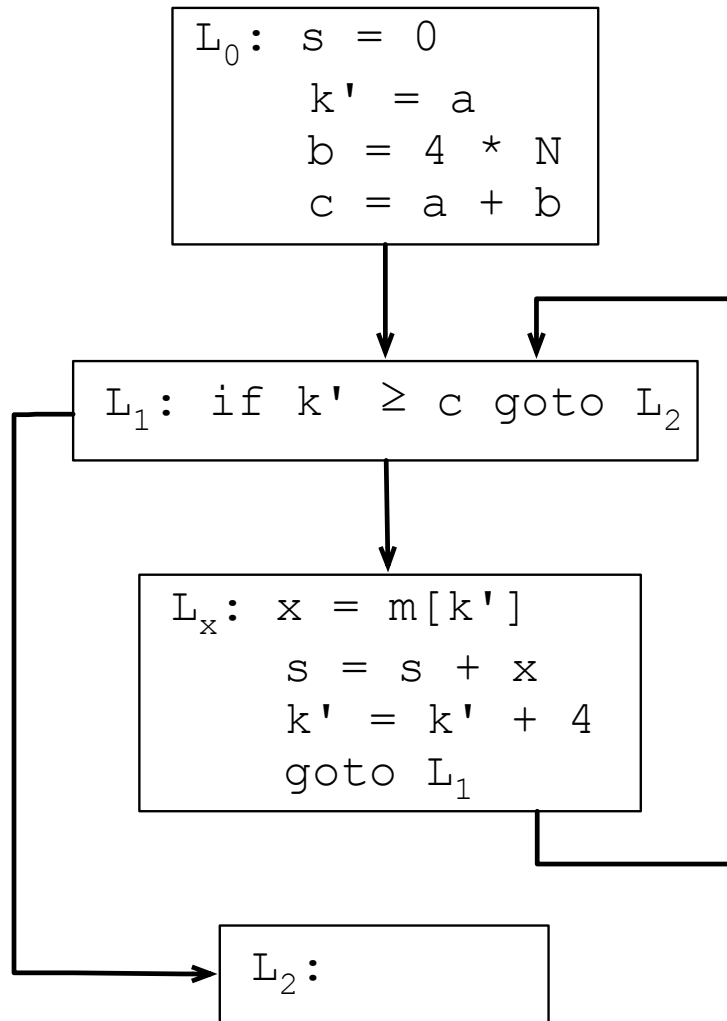 L₀: s = 0
k' = a
b = 4 * N
c = a + b
L₁: if k' ≥ c goto L₂
Lₓ: x = m[k']
s = s + x
k' = k' + 4
goto L₁
L₂: